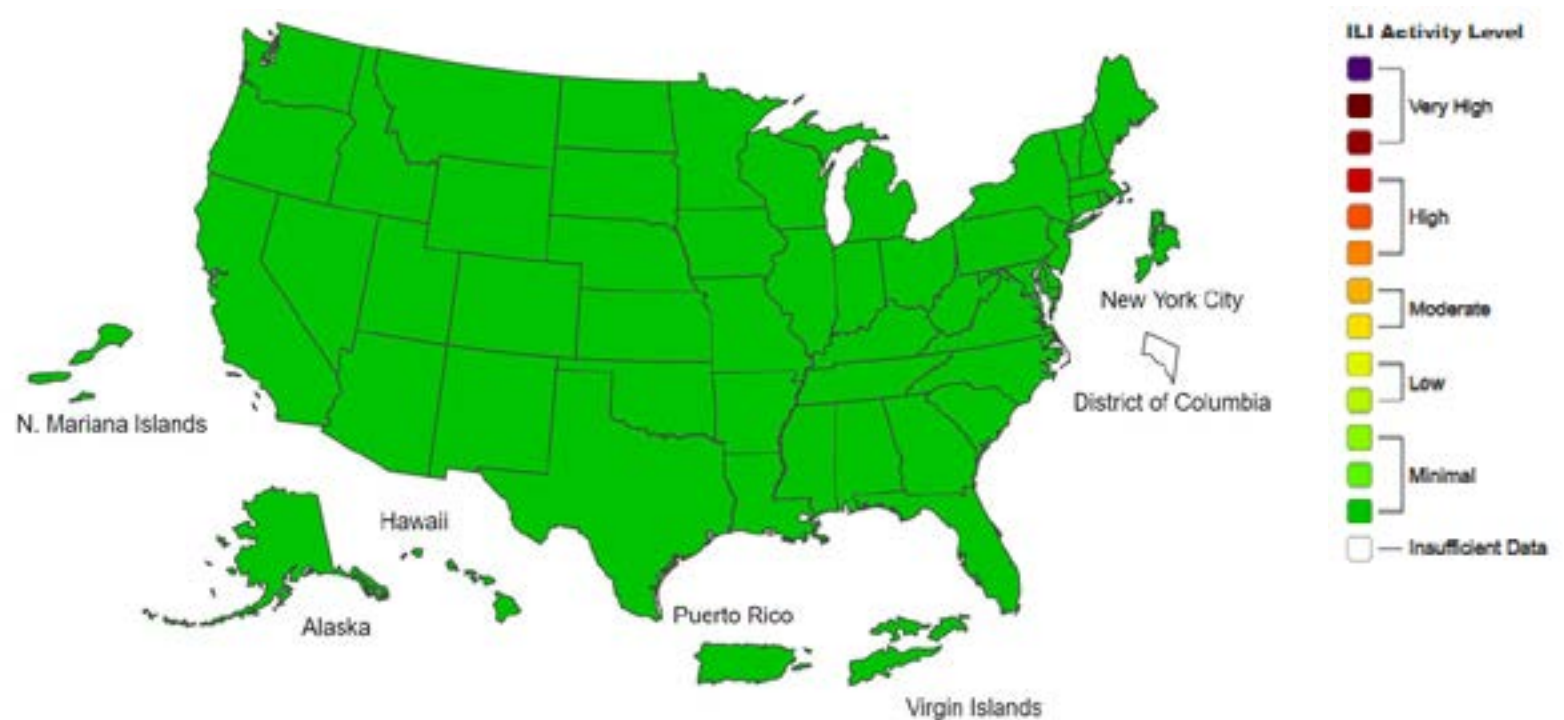 ILI Activity Level
Very High
High
Moderate
Low
Minimal
Insufficient Data
New York City
District of Columbia
N. Mariana Islands
Hawaii
Alaska
Puerto Rico
Virgin Islands